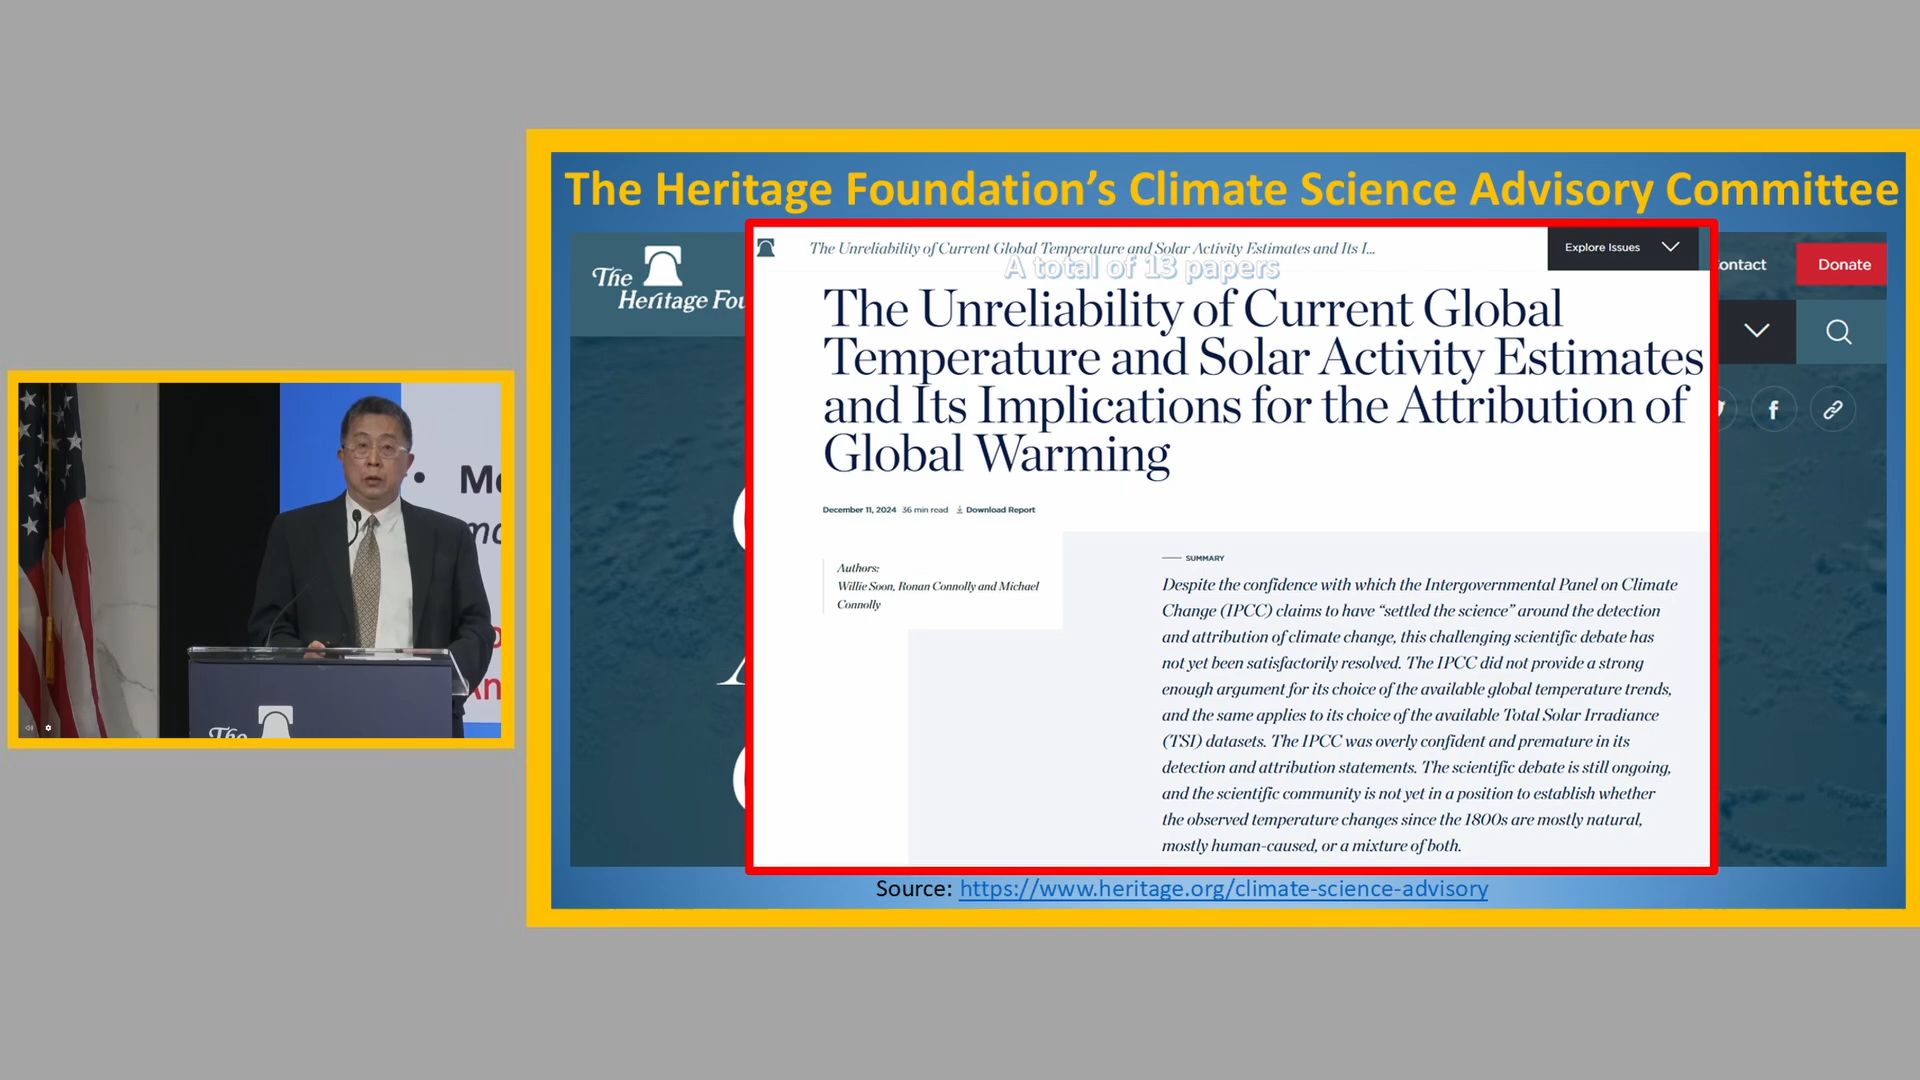 The Heritage Foundation's Climate Science Advisory Committee
The
Heritage Fou
The Unreliability of Current Global Temperature and Solar Activity Estimates and Its I...
Explore Issues
ontact
Donate
A total of 13 papers
The Unreliability of Current Global
Temperature and Solar Activity Estimates
and Its Implications for the Attribution of
Global Warming
December 11, 2024 36 min read Download Report
Authors:
Willie Soon, Ronan Connolly and Michael
Connolly
SUMMARY
Despite the confidence with which the Intergovernmental Panel on Climate
Change (IPCC) claims to have “settled the science” around the detection
and attribution of climate change, this challenging scientific debate has
not yet been satisfactorily resolved. The IPCC did not provide a strong
enough argument for its choice of the available global temperature trends,
and the same applies to its choice of the available Total Solar Irradiance
(TSI) datasets. The IPCC was overly confident and premature in its
detection and attribution statements. The scientific debate is still ongoing,
and the scientific community is not yet in a position to establish whether
the observed temperature changes since the 1800s are mostly natural,
mostly human-caused, or a mixture of both.
Source: https://www.heritage.org/climate-science-advisory
The